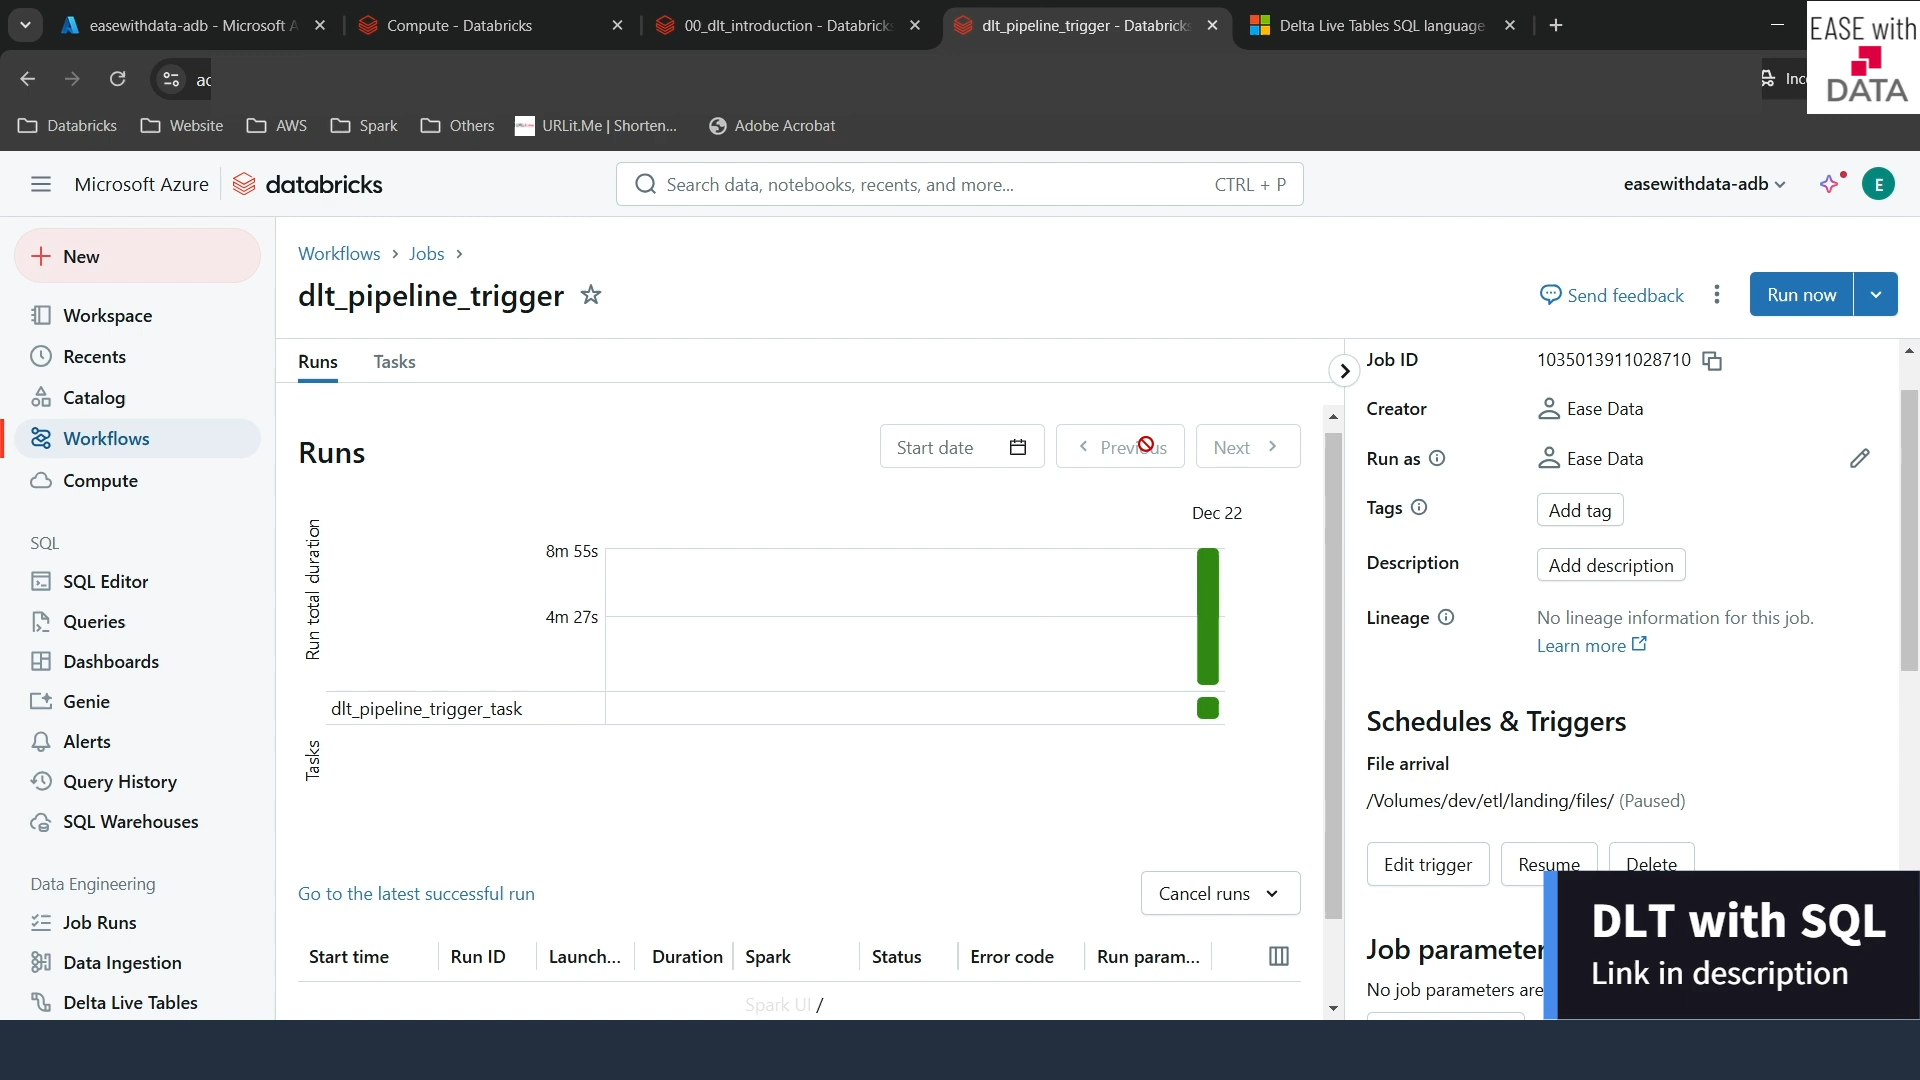 easewithdata-adb - Microsoft A
Compute - Databricks
00_dlt_introduction - Databricks
dlt_pipeline_trigger - Databricks
Delta Live Tables SQL language
EASE with
DATA
Databricks
Website
AWS
Spark
Others
URLit.Me | Shorten...
Adobe Acrobat
Microsoft Azure
databricks
Search data, notebooks, recents, and more...
CTRL + P
easewithdata-adb
E
New
Workspace
Recents
Catalog
Workflows
Compute
SQL
SQL Editor
Queries
Dashboards
Genie
Alerts
Query History
SQL Warehouses
Data Engineering
Job Runs
Data Ingestion
Delta Live Tables
Workflows > Jobs >
dlt_pipeline_trigger
Send feedback
Run now
Runs
Tasks
Runs
Start date
Previous
Next
Dec 22
Run total duration
8m 55s
4m 27s
dlt_pipeline_trigger_task
Tasks
Go to the latest successful run
Cancel runs
Start time
Run ID
Launch...
Duration
Spark
Status
Error code
Run param...
Spark UI /
Job ID
1035013911028710
Creator
Ease Data
Run as
Ease Data
Tags
Add tag
Description
Add description
Lineage
No lineage information for this job.
Learn more
Schedules & Triggers
File arrival
/Volumes/dev/etl/landing/files/ (Paused)
Edit trigger
Resume
Delete
Job parameter
No job parameters are
DLT with SQL
Link in description